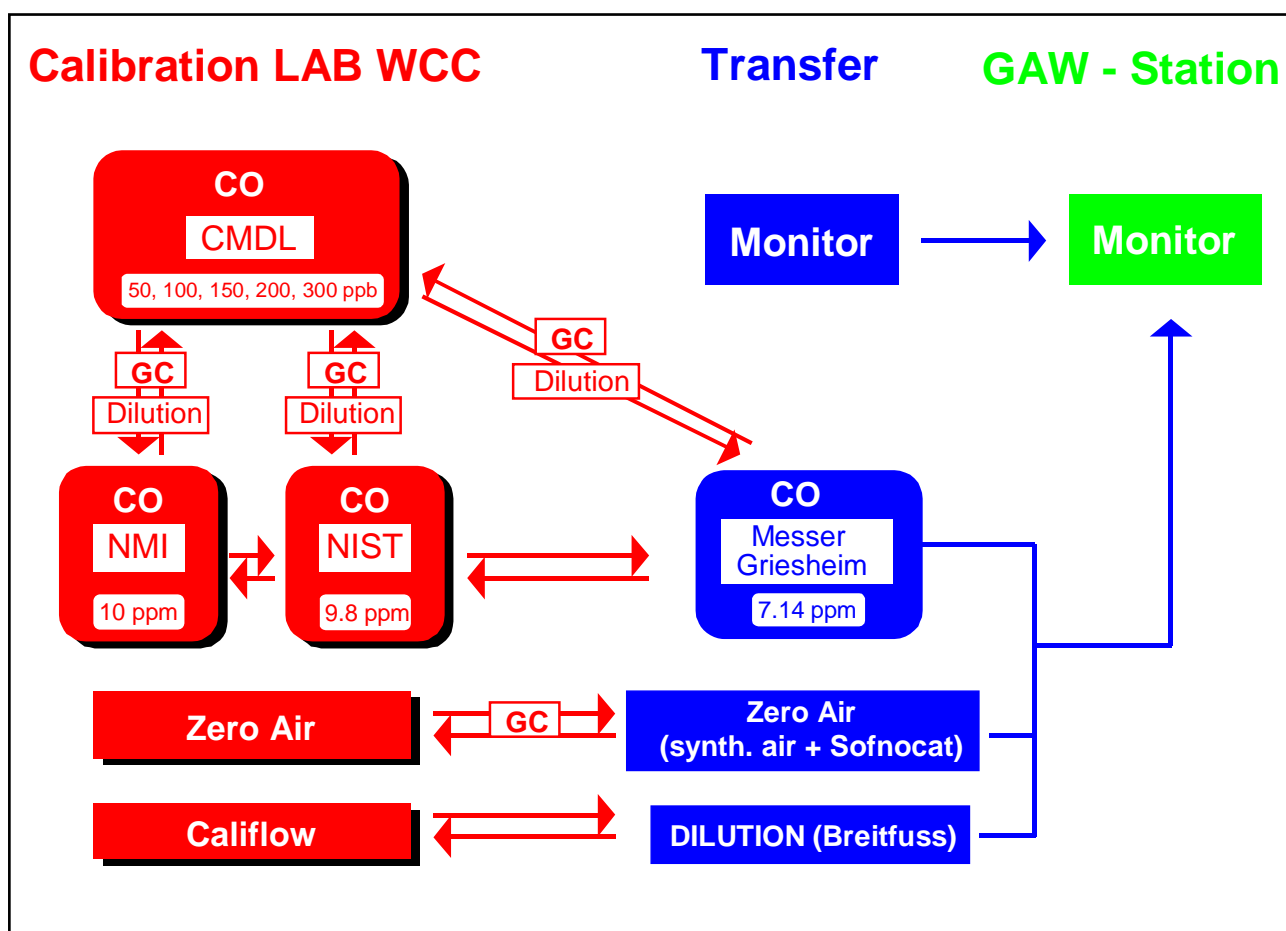 Calibration LAB WCC
Transfer
GAW - Station
CO
CMDL
50, 100, 150, 200, 300 ppb
Monitor
Monitor
GC
Dilution
GC
Dilution
GC
Dilution
CO
NMI
10 ppm
CO
NIST
9.8 ppm
CO
Messer
Griesheim
7.14 ppm
Zero Air
GC
Zero Air
(synth. air + Sofnocat)
Califlow
DILUTION (Breitfuss)